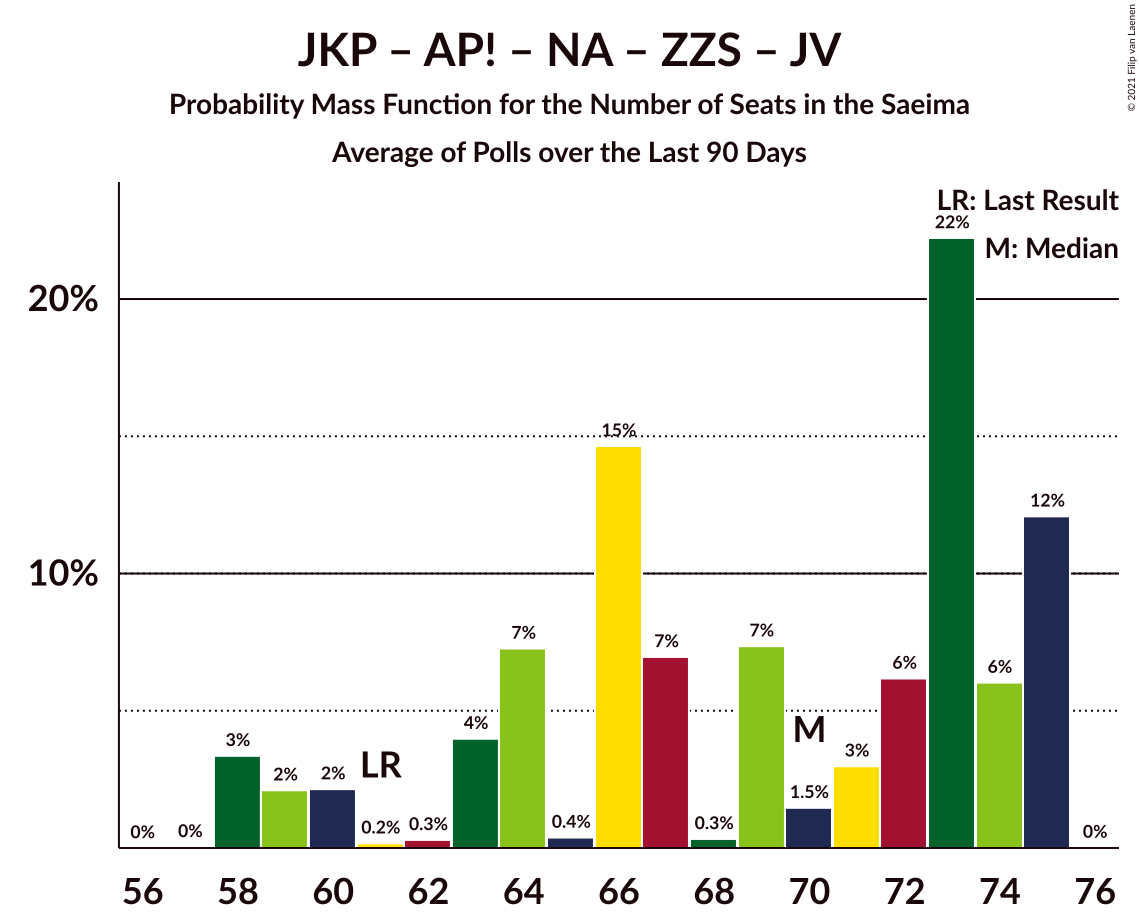 JKP – AP! – NA – ZZS – JV
Probability Mass Function for the Number of Seats in the Saeima
Average of Polls over the Last 90 Days
© 2021 Filip van Laenen
LR: Last Result
M: Median
20%
10%
0%
0%
3%
2%
2%
LR
0.2%
0.3%
4%
7%
0.4%
15%
7%
0.3%
7%
M
1.5%
3%
6%
22%
6%
12%
0%
56 58 60 62 64 66 68 70 72 74 76